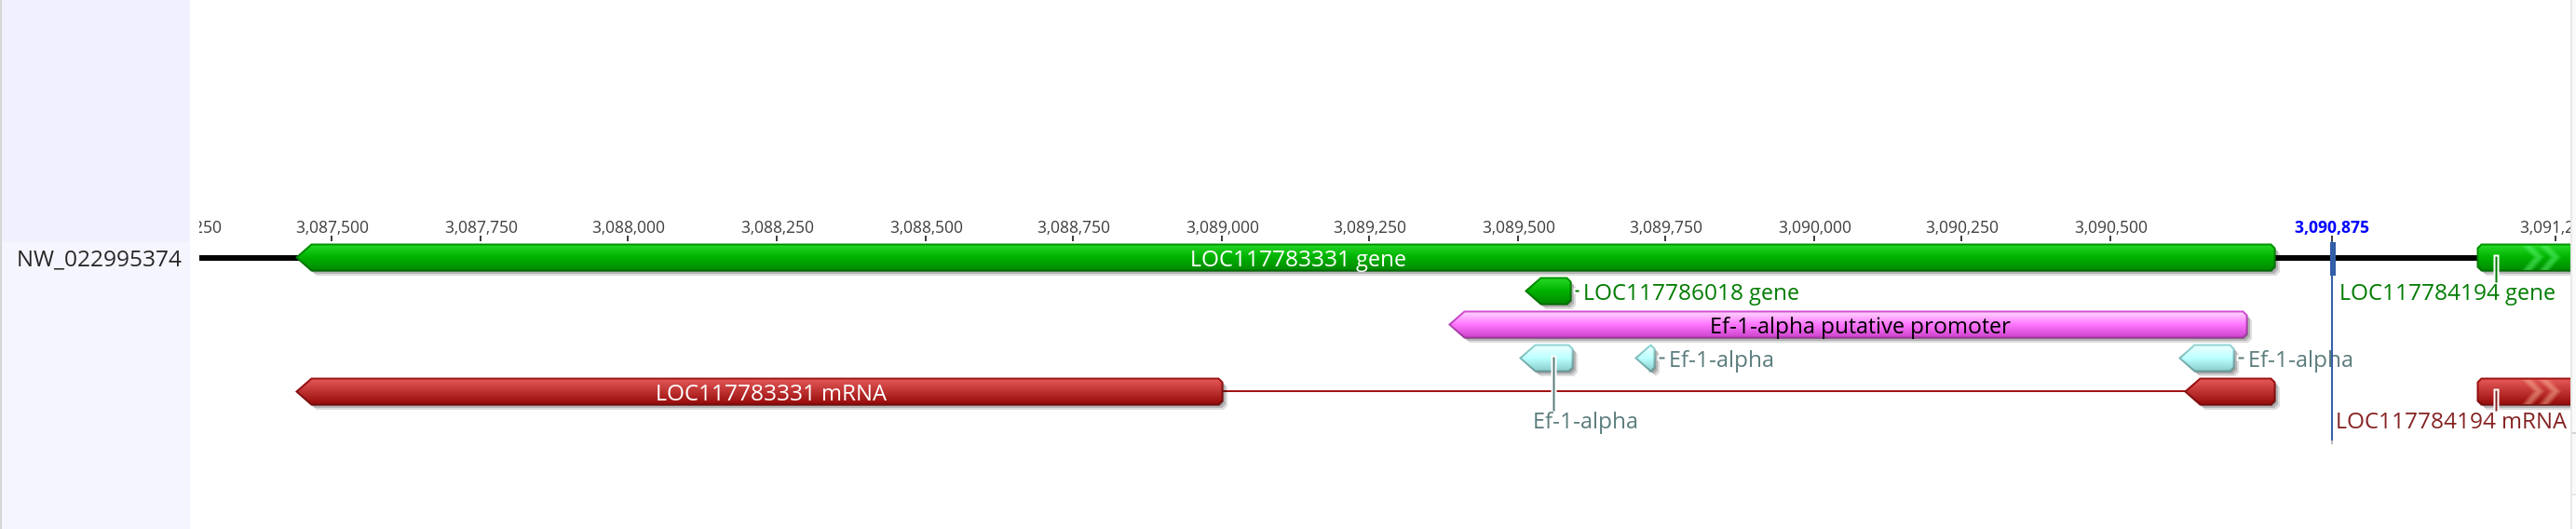 250 3,087,500 3,087,750 3,088,000 3,088,250 3,088,500 3,088,750 3,089,000 3,089,250 3,089,500 3,089,750 3,090,000 3,090,250 3,090,500 3,090,875 3,091,2
NW_022995374 LOC117783331 gene
LOC117786018 gene LOC117784194 gene
Ef-1-alpha putative promoter
Ef-1-alpha Ef-1-alpha
LOC117783331 mRNA
Ef-1-alpha LOC117784194 mRNA